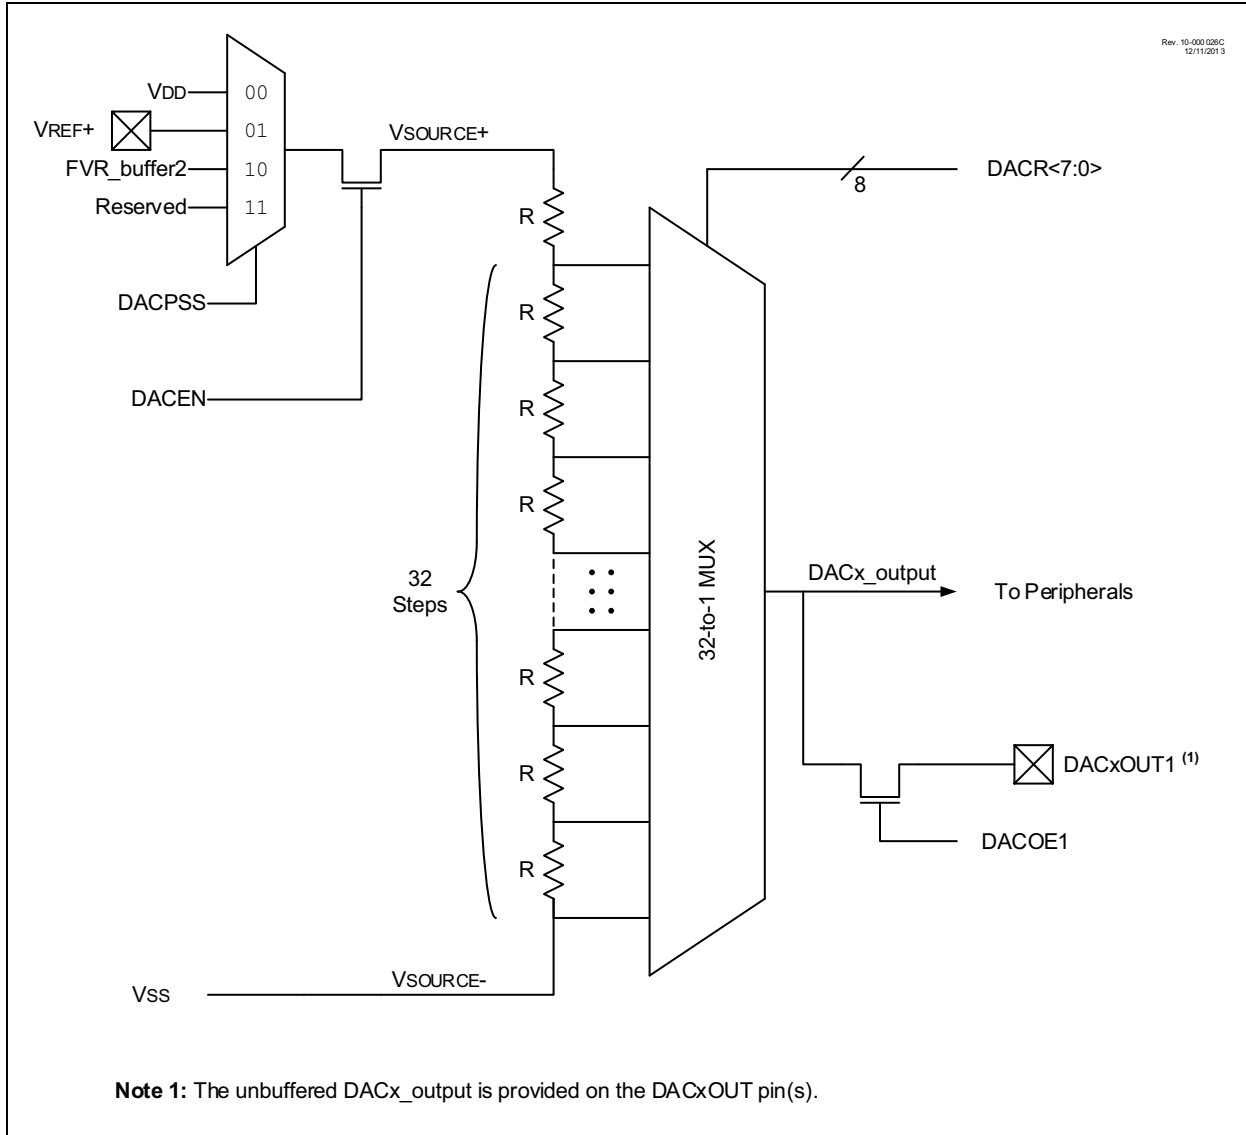 Rev. 10-000026C
12/11/2013
VDD
00
VREF+
01
FVR_buffer2
10
Reserved
11
VSOURCE+
DACR<7:0>
8
DACPSS
DACEN
R
R
R
R
32
Steps
32-to-1 MUX
DACx_output
To Peripherals
R
R
R
DACxOUT1 (1)
DACOE1
VSOURCE-
VSS
Note 1: The unbuffered DACx_output is provided on the DACxOUT pin(s).